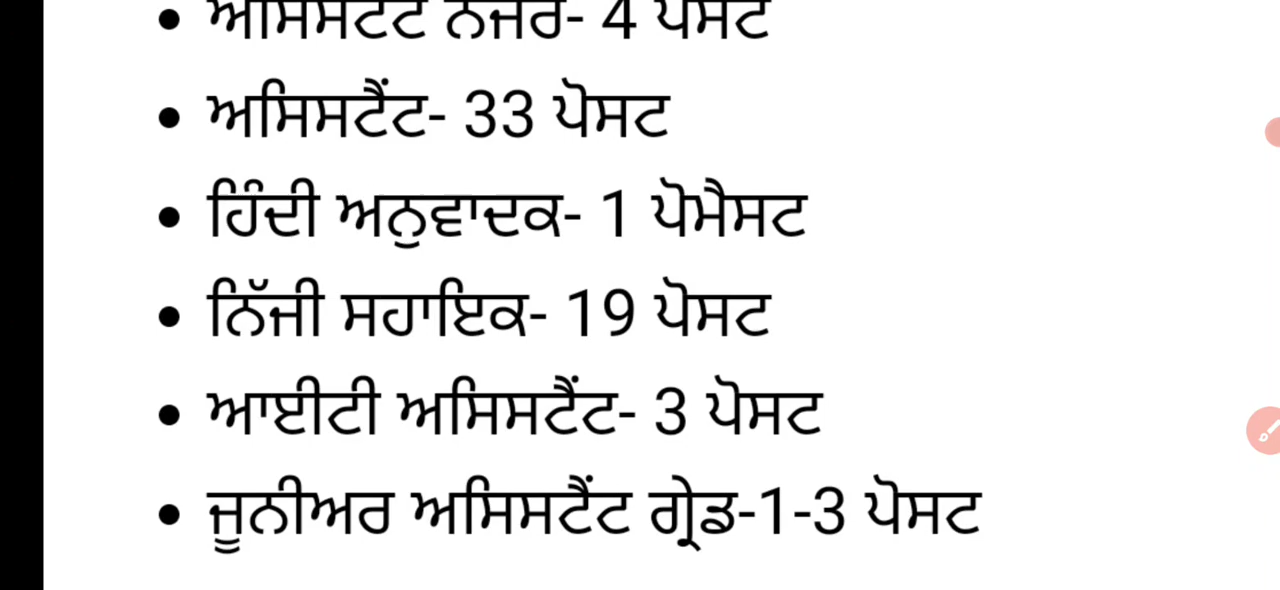 • ਅਸਿਸਟੈਂਟ- 33 ਪੋਸਟ
• ਹਿੰਦੀ ਅਨੁਵਾਦਕ- 1 ਪੋਮੈਸਟ
• ਨਿੱਜੀ ਸਹਾਇਕ- 19 ਪੋਸਟ
• ਆਈਟੀ ਅਸਿਸਟੈਂਟ- 3 ਪੋਸਟ
• ਜੂਨੀਅਰ ਅਸਿਸਟੈਂਟ ਗ੍ਰੇਡ-1-3 ਪੋਸਟ